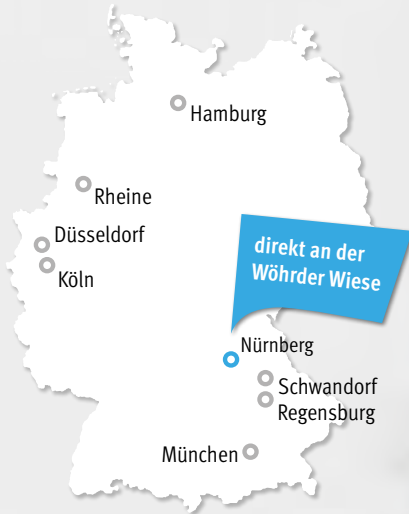 Hamburg
Rheine
Düsseldorf
Köln
direkt an der
Wöhrder Wiese
Nürnberg
Schwandorf
Regensburg
München